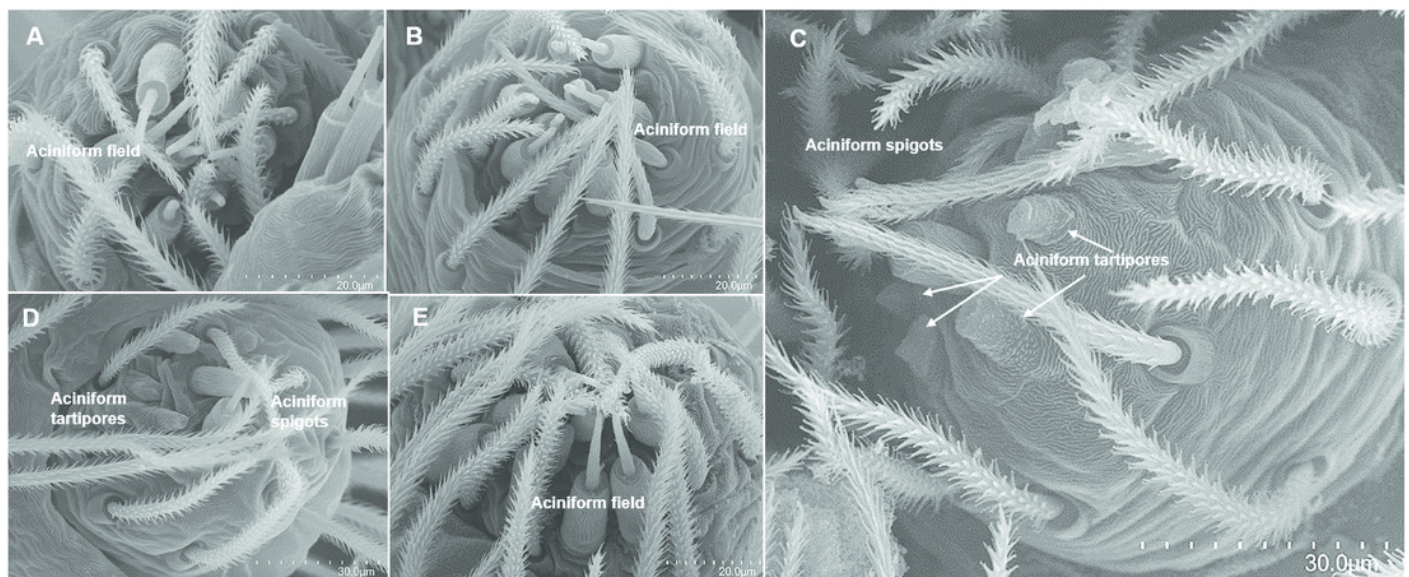 A
Aciniform field
20.0µm
B
Aciniform field
20.0µm
C
Aciniform spigots
Aciniform tartipores
30.0µm
D
Aciniform
tartipores
Aciniform
spigots
30.0µm
E
Aciniform field
20.0µm